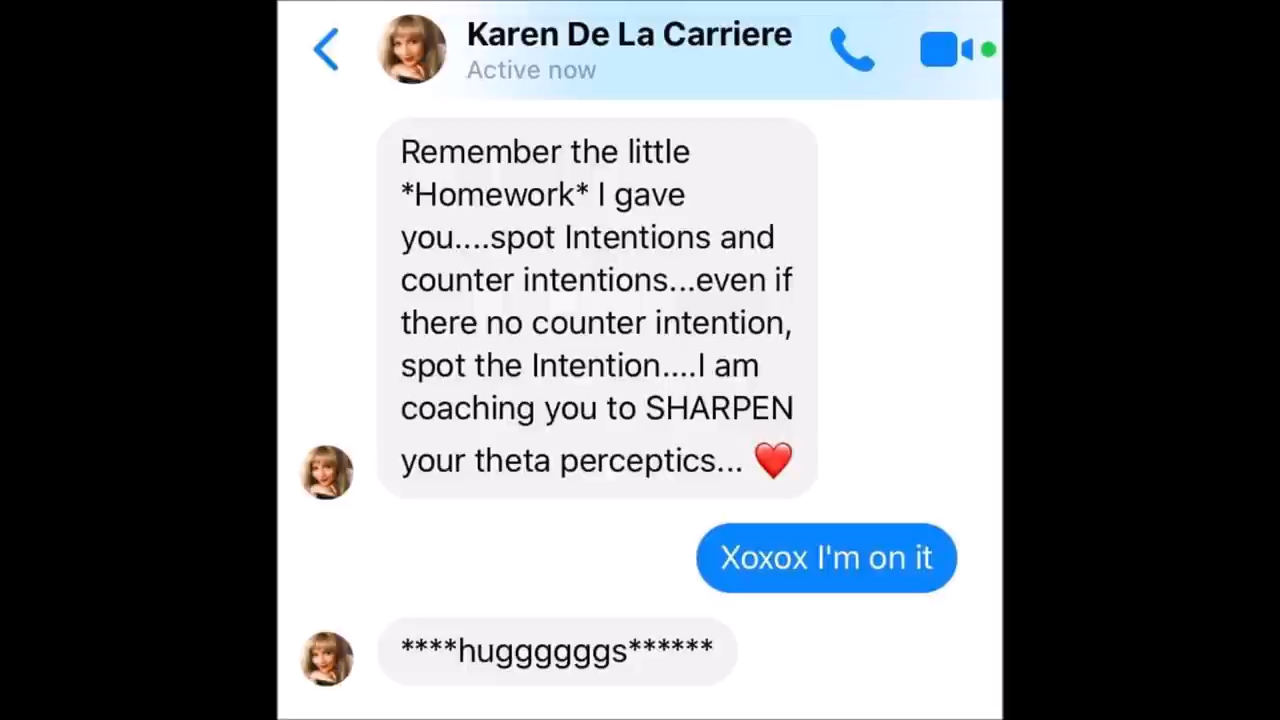 Karen De La Carriere
Active now
Remember the little
*Homework* I gave
you....spot Intentions and
counter intentions...even if
there no counter intention,
spot the Intention....I am
coaching you to SHARPEN
your theta perceptics... ❤️
Xoxox I'm on it
****huggggggs******